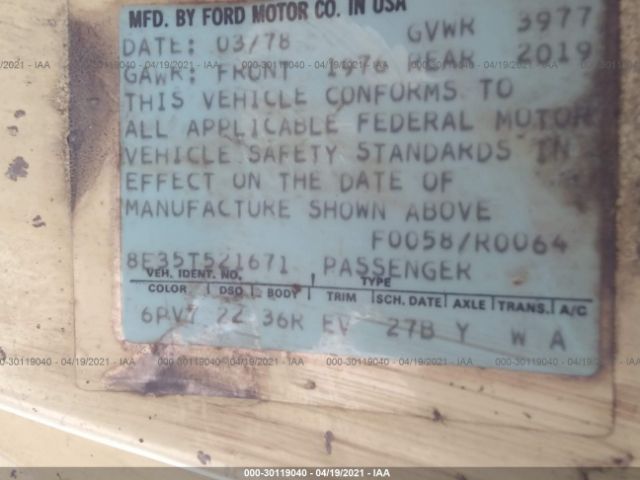 MFD. BY FORD MOTOR CO. IN USA
DATE: 03/78 GVWR 3977
GAWR: FRONT 1976 REAR 2019
THIS VEHICLE CONFORMS TO
ALL APPLICABLE FEDERAL MOTOR
VEHICLE SAFETY STANDARDS IN
EFFECT ON THE DATE OF
MANUFACTURE SHOWN ABOVE
F0058/R0064
8E35T521671 PASSENGER
VEH. IDENT. NO. TYPE
COLOR DSO BODY TRIM SCH. DATE AXLE TRANS. A/C
22 36R EV 27B Y W A
000-30119040 - 04/19/2021 - IAA